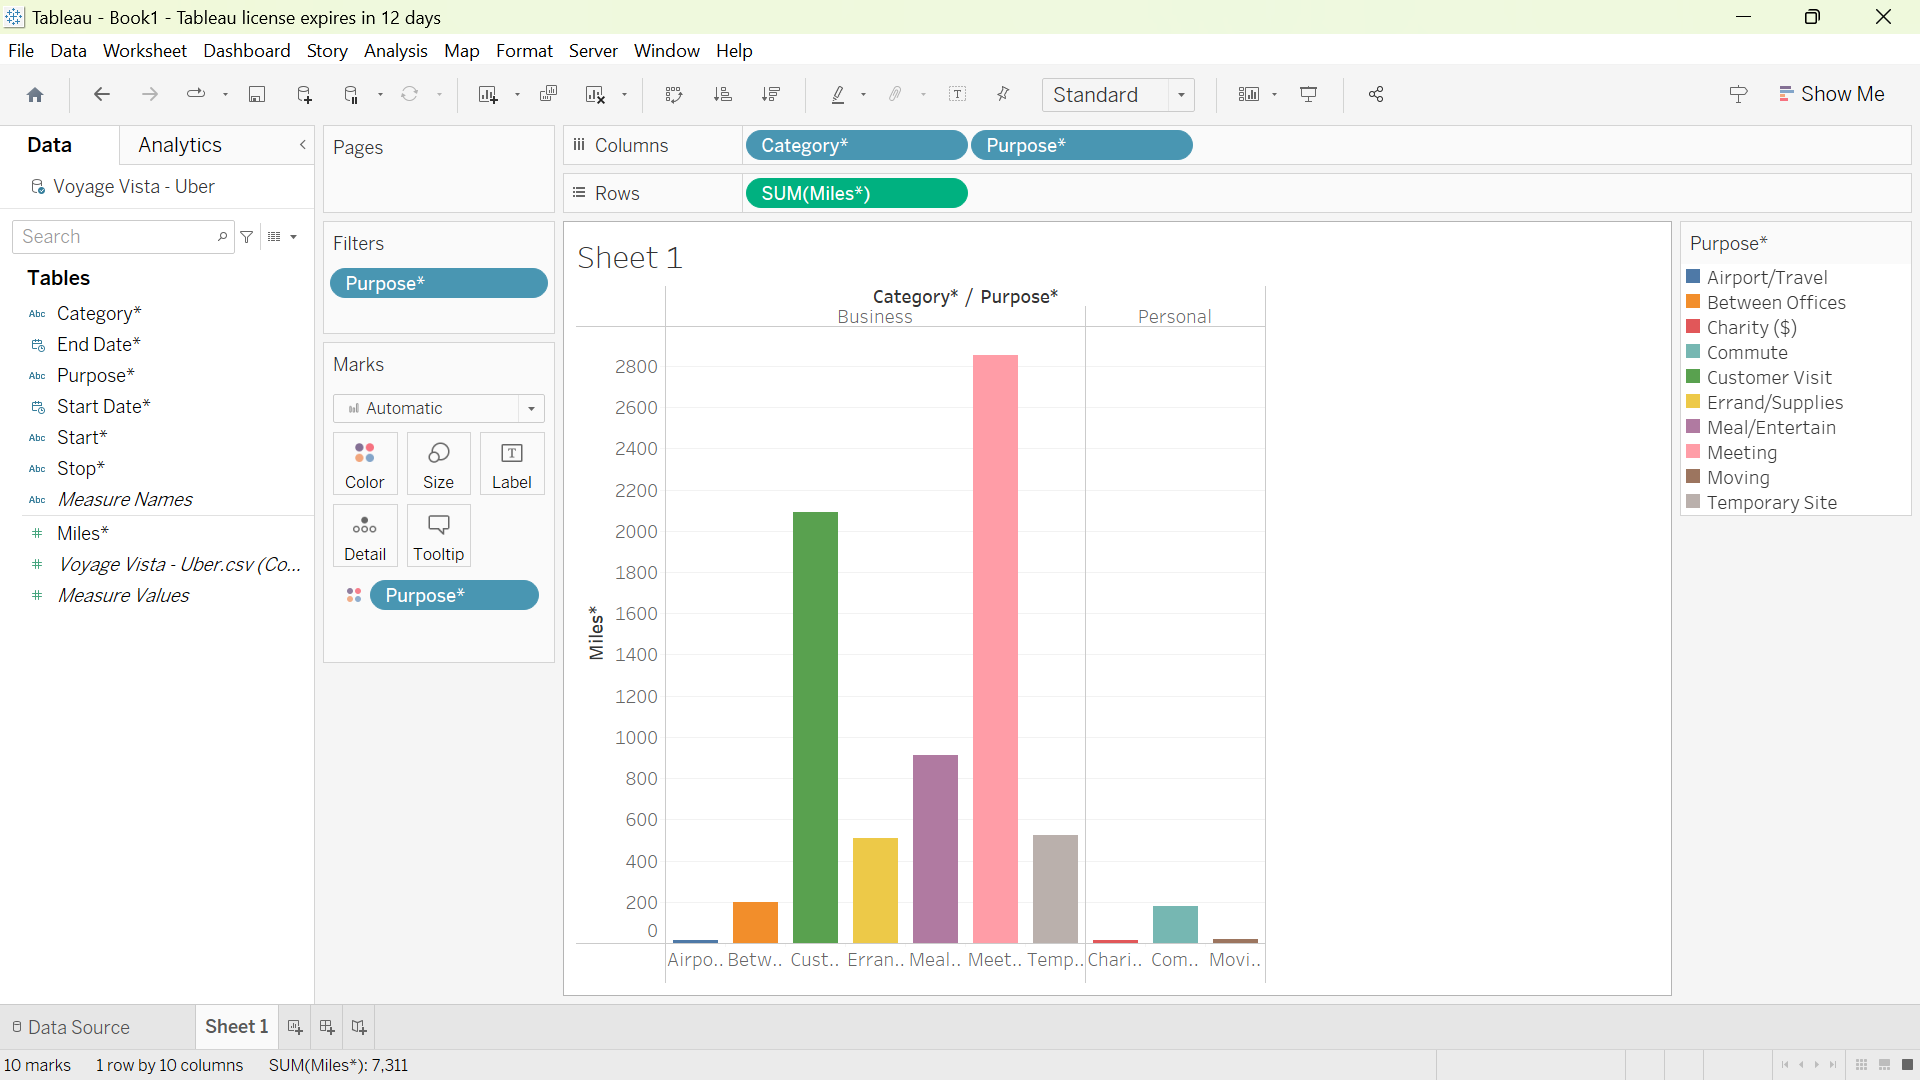 Tableau - Book1 - Tableau license expires in 12 days
File Data Worksheet Dashboard Story Analysis Map Format Server Window Help
Standard
Show Me
Data
Analytics
Voyage Vista - Uber
Search
Tables
Abc Category*
End Date*
Abc Purpose*
Start Date*
Abc Start*
Abc Stop*
Abc Measure Names
# Miles*
# Voyage Vista - Uber.csv (Co...
# Measure Values
Pages
Filters
Purpose*
Marks
Automatic
Color
Size
Label
Detail
Tooltip
Purpose*
Columns
Category*
Purpose*
Rows
SUM(Miles*)
Sheet 1
Category* / Purpose*
Business
Personal
2800
2600
2400
2200
2000
1800
1600
1400
1200
1000
800
600
400
200
0
Miles*
Airpo.. Betw.. Cust.. Erran.. Meal.. Meet.. Temp.. Chari.. Com.. Movi..
Purpose*
Airport/Travel
Between Offices
Charity ($)
Commute
Customer Visit
Errand/Supplies
Meal/Entertain
Meeting
Moving
Temporary Site
Data Source
Sheet 1
10 marks 1 row by 10 columns SUM(Miles*): 7,311